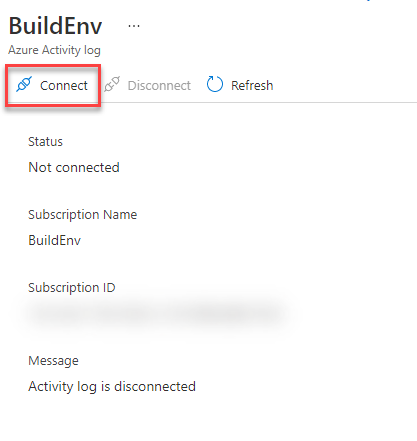 BuildEnv ...
Azure Activity log
Connect Disconnect Refresh
Status
Not connected
Subscription Name
BuildEnv
Subscription ID
Message
Activity log is disconnected